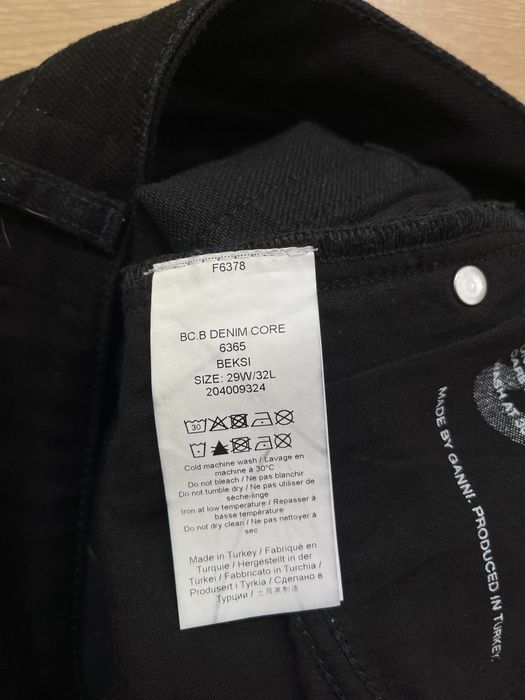 F6378
BC.B DENIM CORE
6365
BEKSI
SIZE: 29W/32L
204009324
30
Cold machine wash / Lavage en
machine à 30°C
Do not bleach / Ne pas blanchir
Do not tumble dry / Ne pas utiliser de
sèche-linge
Iron at low temperature / Repasser à
basse température
Do not dry clean / Ne pas nettoyer à
sec
Made in Turkey / Fabriqué en
Turquie / Hergestellt in der
Türkei / Fabbricato in Turchia /
Produsert i Tyrkia / Сделано в
Турции / 土耳其制造
WASH AT
MADE BY GANNI. PRODUCED IN TURKEY.